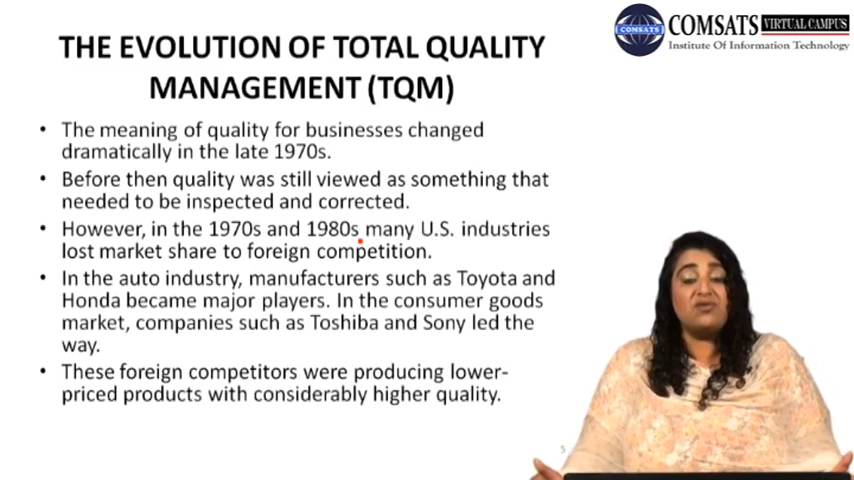 COMSATS VIRTUAL CAMPUS
Institute Of Information Technology
COMSATS
THE EVOLUTION OF TOTAL QUALITY
MANAGEMENT (TQM)
• The meaning of quality for businesses changed
dramatically in the late 1970s.
• Before then quality was still viewed as something that
needed to be inspected and corrected.
• However, in the 1970s and 1980s many U.S. industries
lost market share to foreign competition.
• In the auto industry, manufacturers such as Toyota and
Honda became major players. In the consumer goods
market, companies such as Toshiba and Sony led the
way.
• These foreign competitors were producing lower-
priced products with considerably higher quality.
5